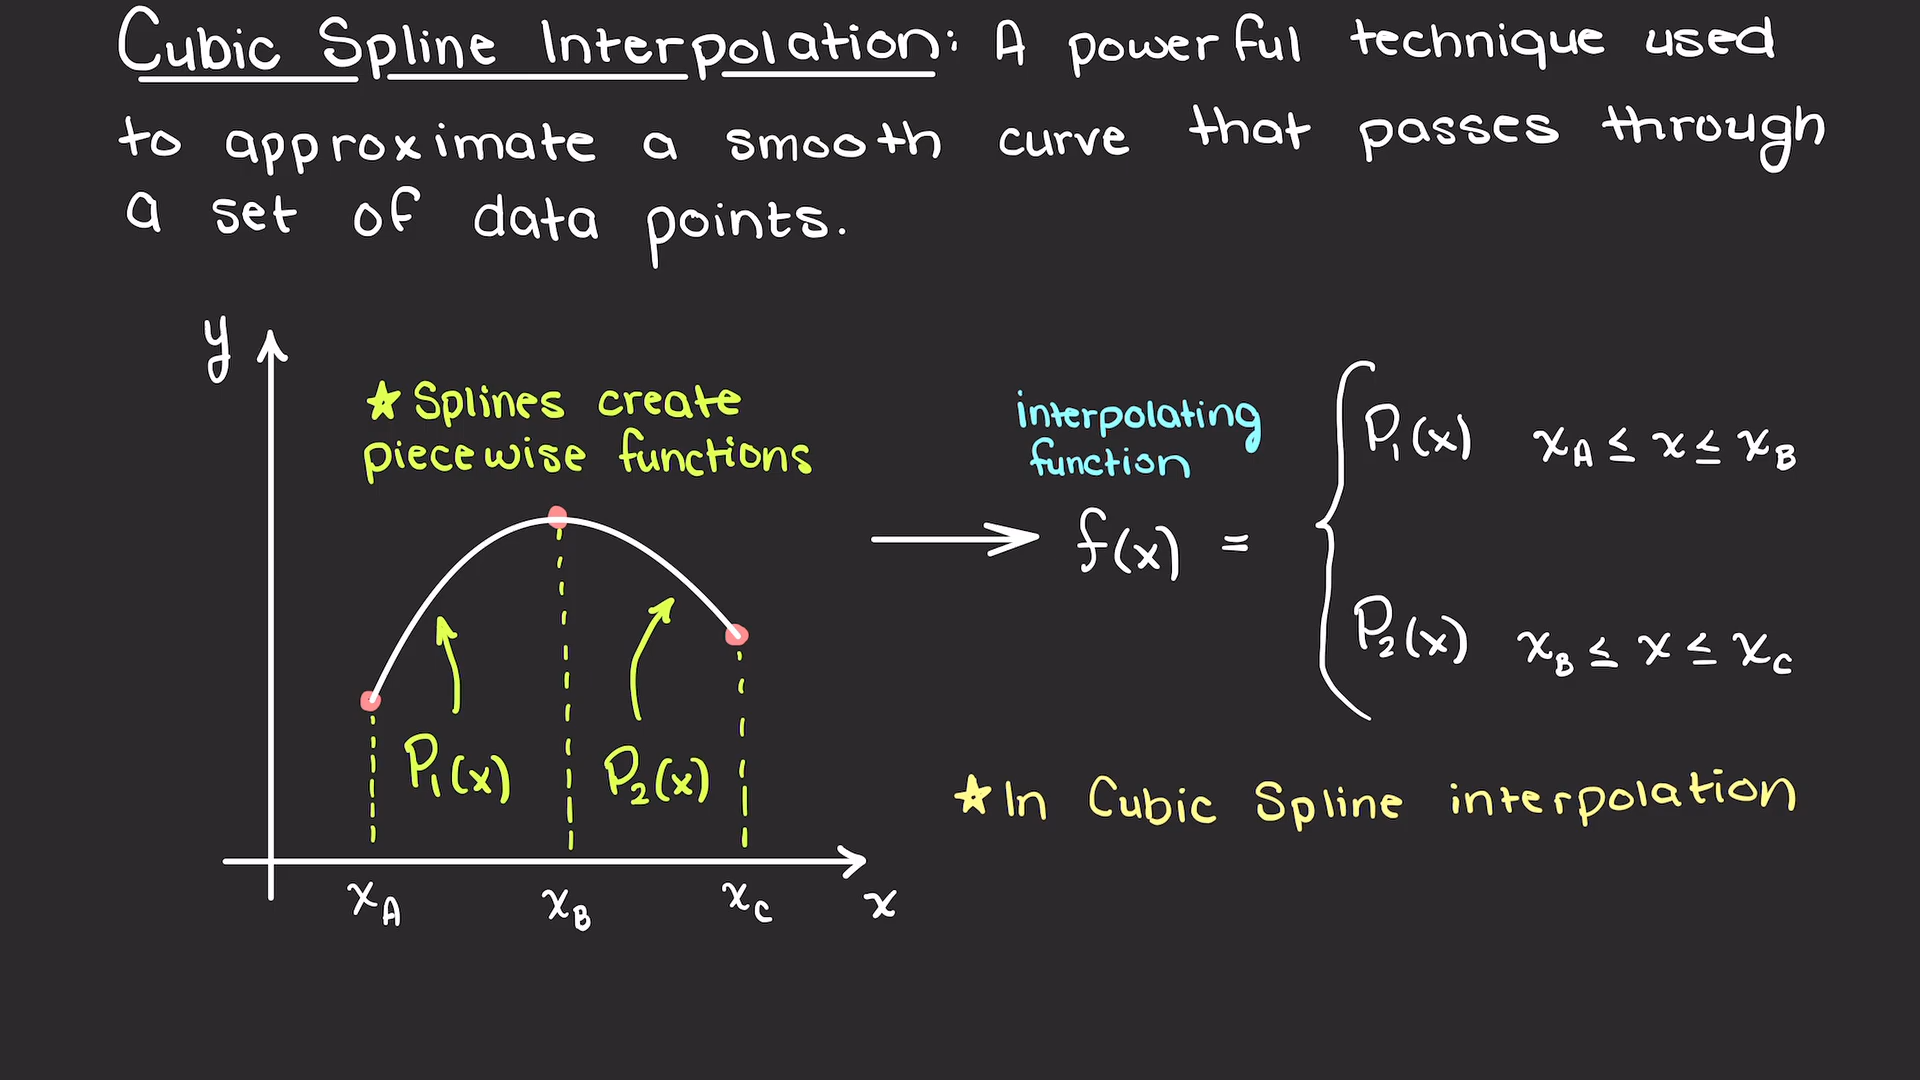 Cubic Spline Interpolation: A powerful technique used
to approximate a smooth curve that passes through
a set of data points.
y
★ Splines create
piecewise functions
P₁(x)
P₂(x)
x_A
x_B
x_C
x
interpolating
function
f(x) =
P₁(x) x_A ≤ x ≤ x_B
P₂(x) x_B ≤ x ≤ x_C
★ In Cubic Spline interpolation